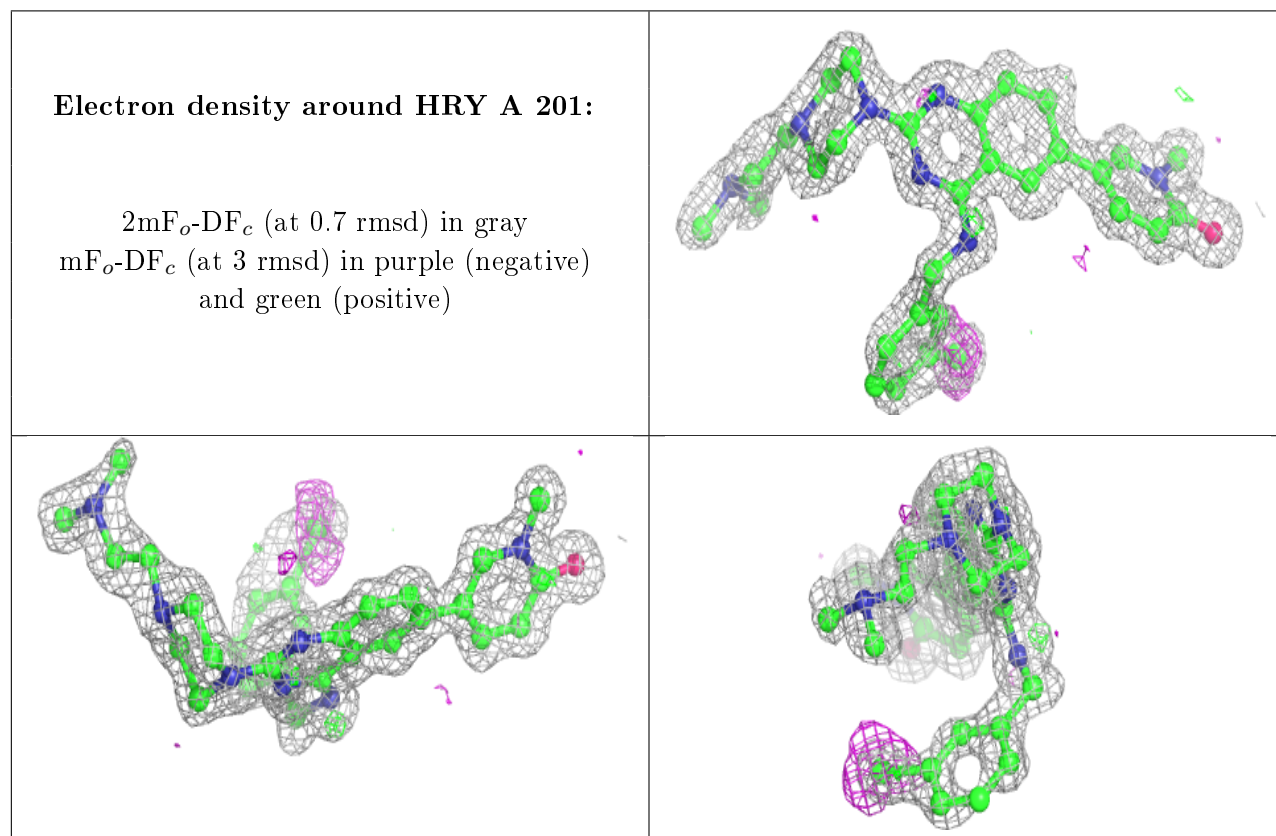 Electron density around HRY A 201:
2mFo-DFc (at 0.7 rmsd) in gray
mFo-DFc (at 3 rmsd) in purple (negative)
and green (positive)